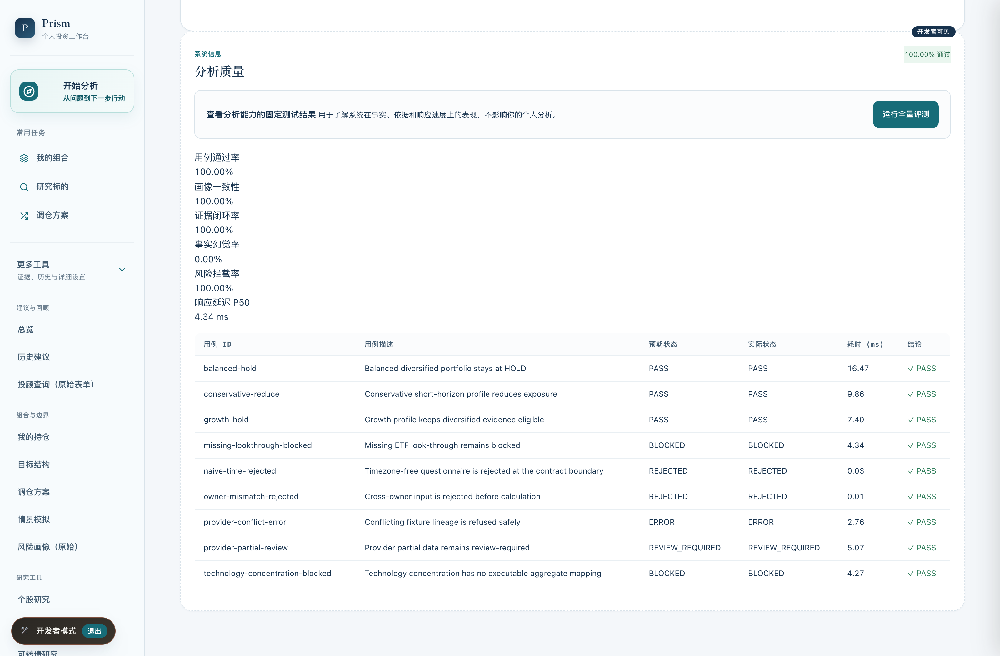 P
Prism
个人投资工作台
开始分析
从问题到下一步行动
常用任务
我的组合
研究标的
调仓方案
更多工具
证据、历史与详细设置
建议与回顾
总览
历史建议
投顾查询（原始表单）
组合与边界
我的持仓
目标结构
调仓方案
情景模拟
风险画像（原始）
研究工具
个股研究
开发者模式 退出
可转债研究
开发者可见
系统信息
100.00% 通过
分析质量
查看分析能力的固定测试结果 用于了解系统在事实、依据和响应速度上的表现，不影响你的个人分析。
运行全量评测
用例通过率
100.00%
画像一致性
100.00%
证据闭环率
100.00%
事实幻觉率
0.00%
风险拦截率
100.00%
响应延迟 P50
4.34 ms
用例 ID 用例描述 预期状态 实际状态 耗时 (ms) 结论
balanced-hold Balanced diversified portfolio stays at HOLD PASS PASS 16.47 ✓ PASS
conservative-reduce Conservative short-horizon profile reduces exposure PASS PASS 9.86 ✓ PASS
growth-hold Growth profile keeps diversified evidence eligible PASS PASS 7.40 ✓ PASS
missing-lookthrough-blocked Missing ETF look-through remains blocked BLOCKED BLOCKED 4.34 ✓ PASS
naive-time-rejected Timezone-free questionnaire is rejected at the contract boundary REJECTED REJECTED 0.03 ✓ PASS
owner-mismatch-rejected Cross-owner input is rejected before calculation REJECTED REJECTED 0.01 ✓ PASS
provider-conflict-error Conflicting fixture lineage is refused safely ERROR ERROR 2.76 ✓ PASS
provider-partial-review Provider partial data remains review-required REVIEW_REQUIRED REVIEW_REQUIRED 5.07 ✓ PASS
technology-concentration-blocked Technology concentration has no executable aggregate mapping BLOCKED BLOCKED 4.27 ✓ PASS